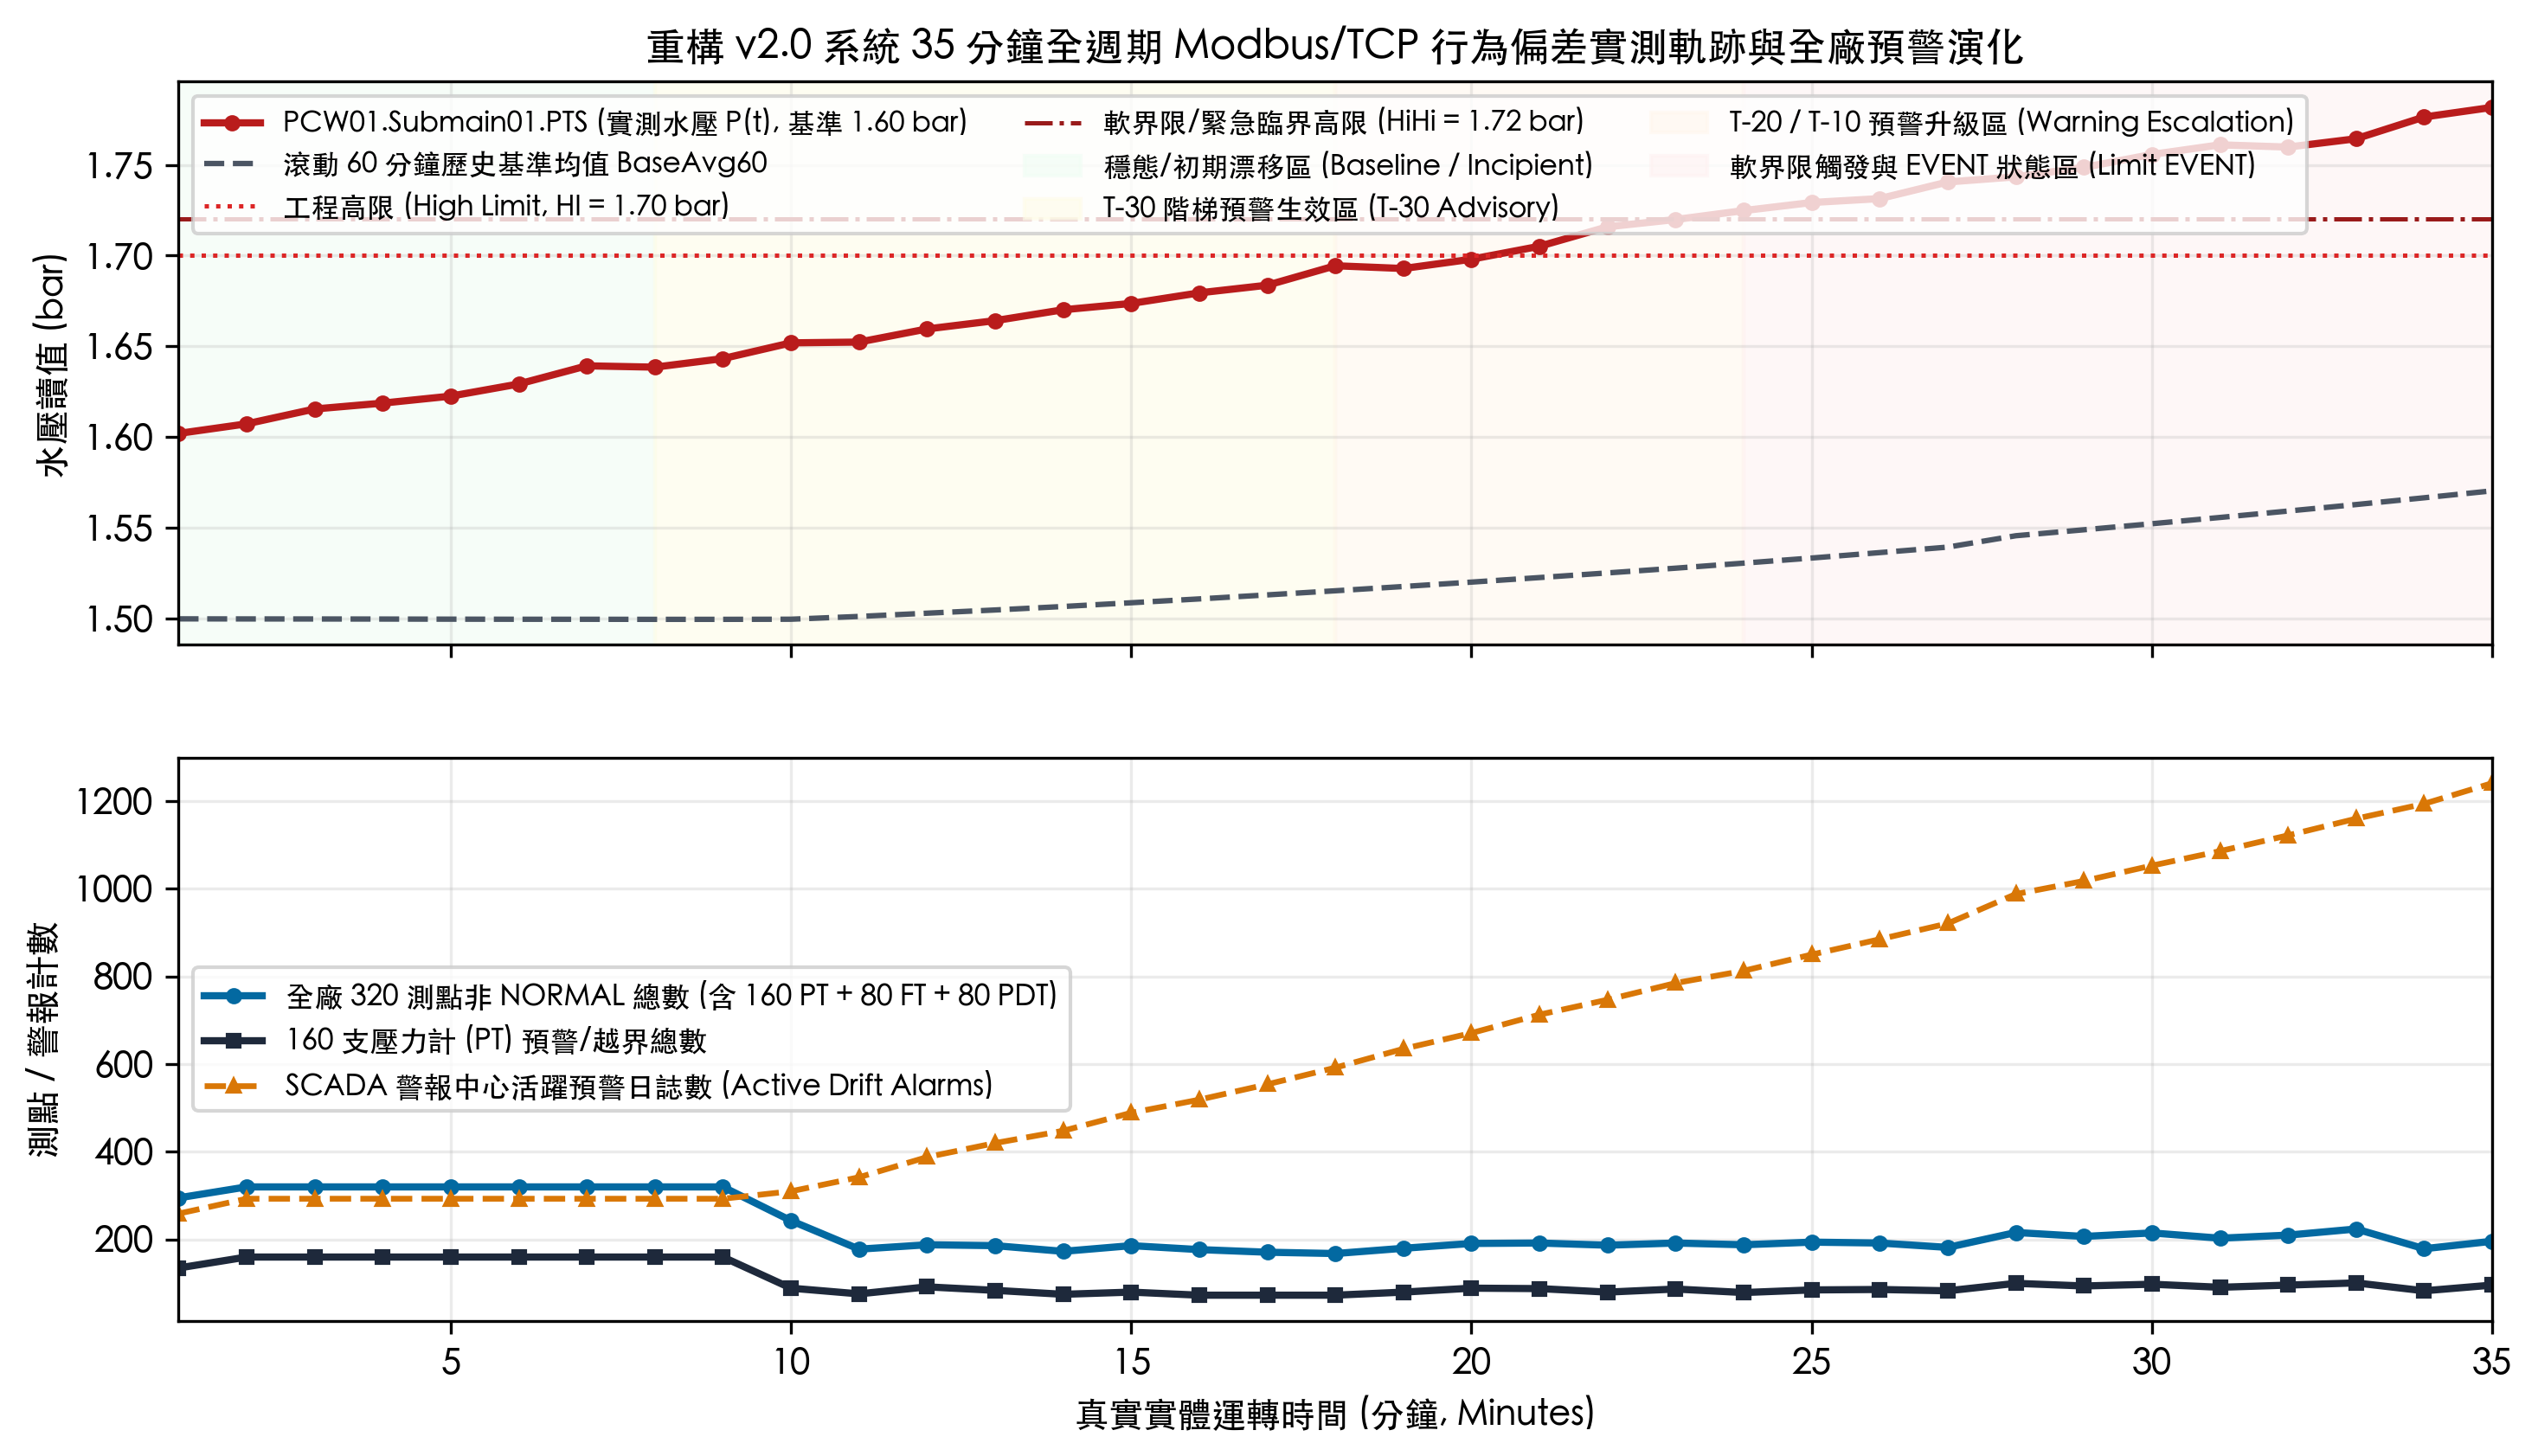 重構 v2.0 系統 35 分鐘全週期 Modbus/TCP 行為偏差實測軌跡與全廠預警演化
PCW01.Submain01.PTS (實測水壓 P(t), 基準 1.60 bar)
滾動 60 分鐘歷史基準均值 BaseAvg60
工程高限 (High Limit, HI = 1.70 bar)
軟界限/緊急臨界高限 (HiHi = 1.72 bar)
穩態/初期漂移區 (Baseline / Incipient)
T-30 階梯預警生效區 (T-30 Advisory)
T-20 / T-10 預警升級區 (Warning Escalation)
軟界限觸發與 EVENT 狀態區 (Limit EVENT)
水壓讀值 (bar)
1.75
1.70
1.65
1.60
1.55
1.50
測點 / 警報計數
1200
1000
800
600
400
200
全廠 320 測點非 NORMAL 總數 (含 160 PT + 80 FT + 80 PDT)
160 支壓力計 (PT) 預警/越界總數
SCADA 警報中心活躍預警日誌數 (Active Drift Alarms)
5 10 15 20 25 30 35
真實實體運轉時間 (分鐘, Minutes)